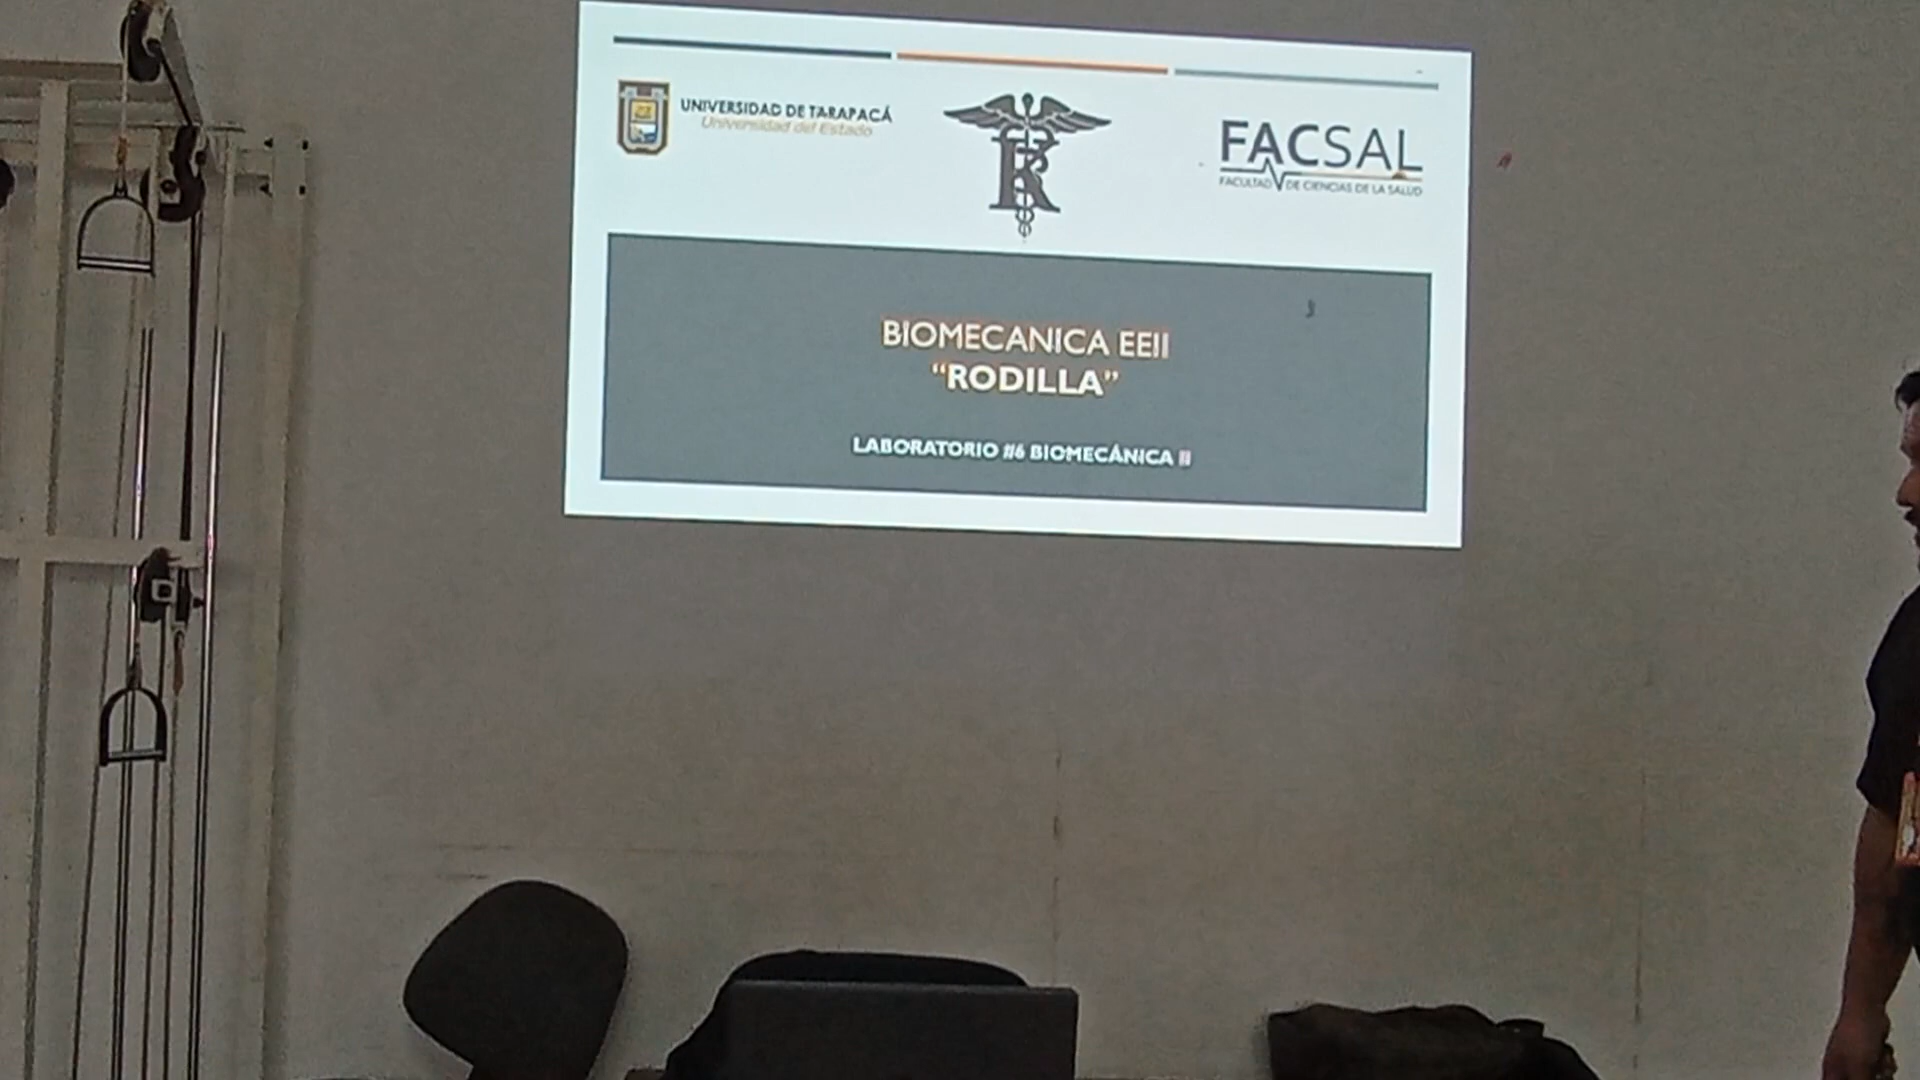 UNIVERSIDAD DE TARAPACÁ
Universidad del Estado
FACSAL
FACULTAD DE CIENCIAS DE LA SALUD
BIOMECANICA EEII
“RODILLA”
LABORATORIO #6 BIOMECÁNICA II